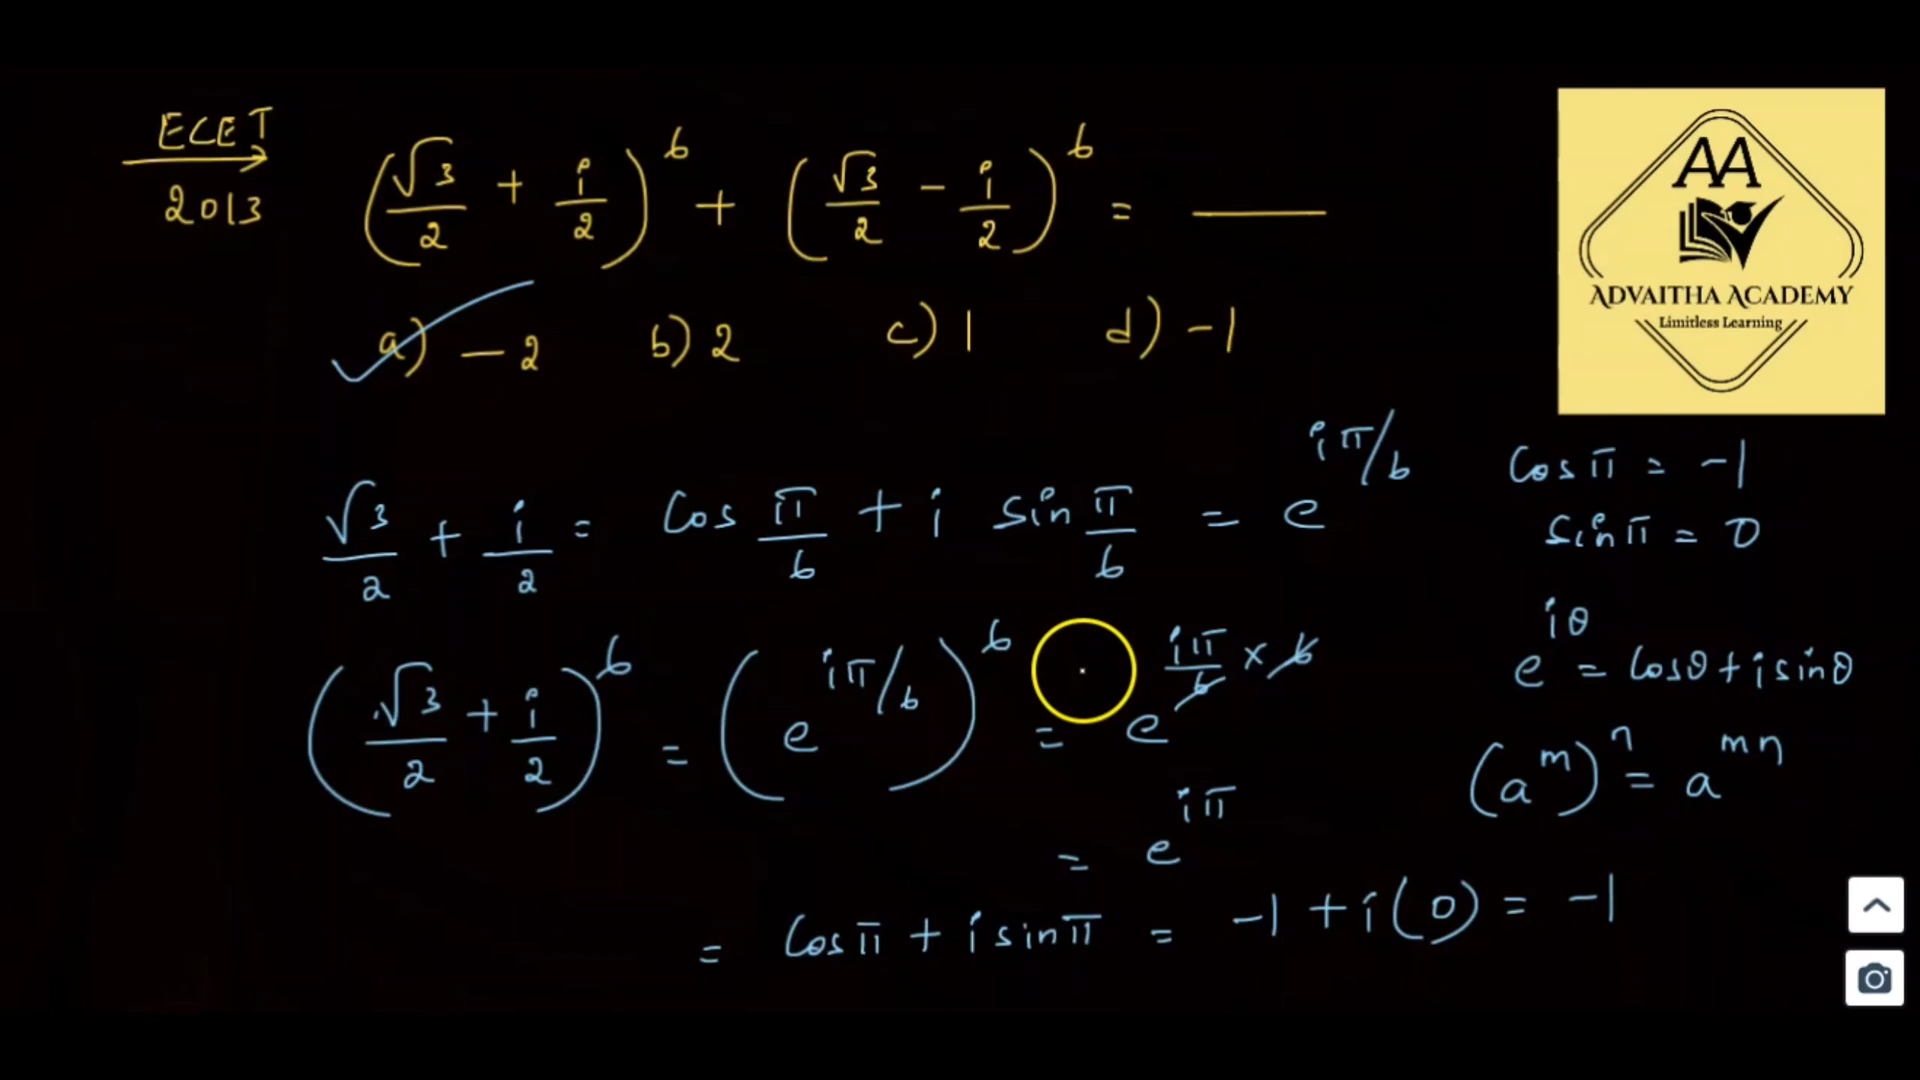 ECET
2013
(√3/2 + i/2)^6 + (√3/2 − i/2)^6 = ____
a) −2 b) 2 c) 1 d) −1
AA
ADVAITHA ACADEMY
Limitless Learning
√3/2 + i/2 = Cos π/6 + i Sin π/6 = e^(iπ/6)
Cos π = −1
Sin π = 0
e^(iθ) = Cosθ + i sinθ
(√3/2 + i/2)^6 = (e^(iπ/6))^6 = e^(iπ/6 × 6)
(a^m)^n = a^(mn)
= e^(iπ)
= Cos π + i sin π = −1 + i(0) = −1